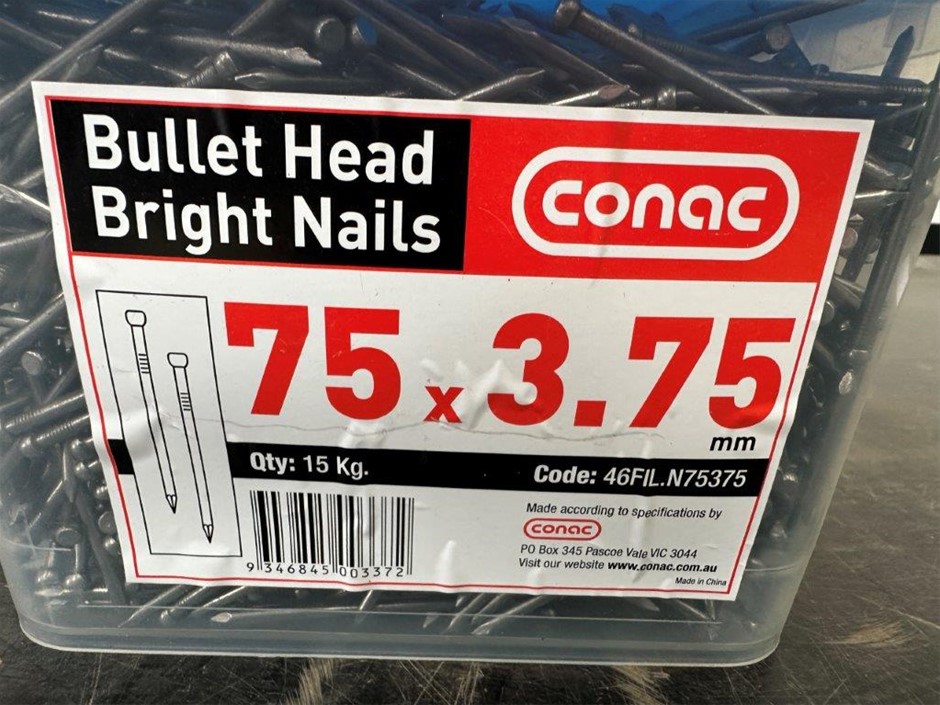 Bullet Head
Bright Nails
conac
75 x 3.75
mm
Qty: 15 Kg.
Code: 46FIL.N75375
Made according to specifications by
conac
PO Box 345 Pascoe Vale VIC 3044
Visit our website www.conac.com.au
Made in China
9 346845 003372